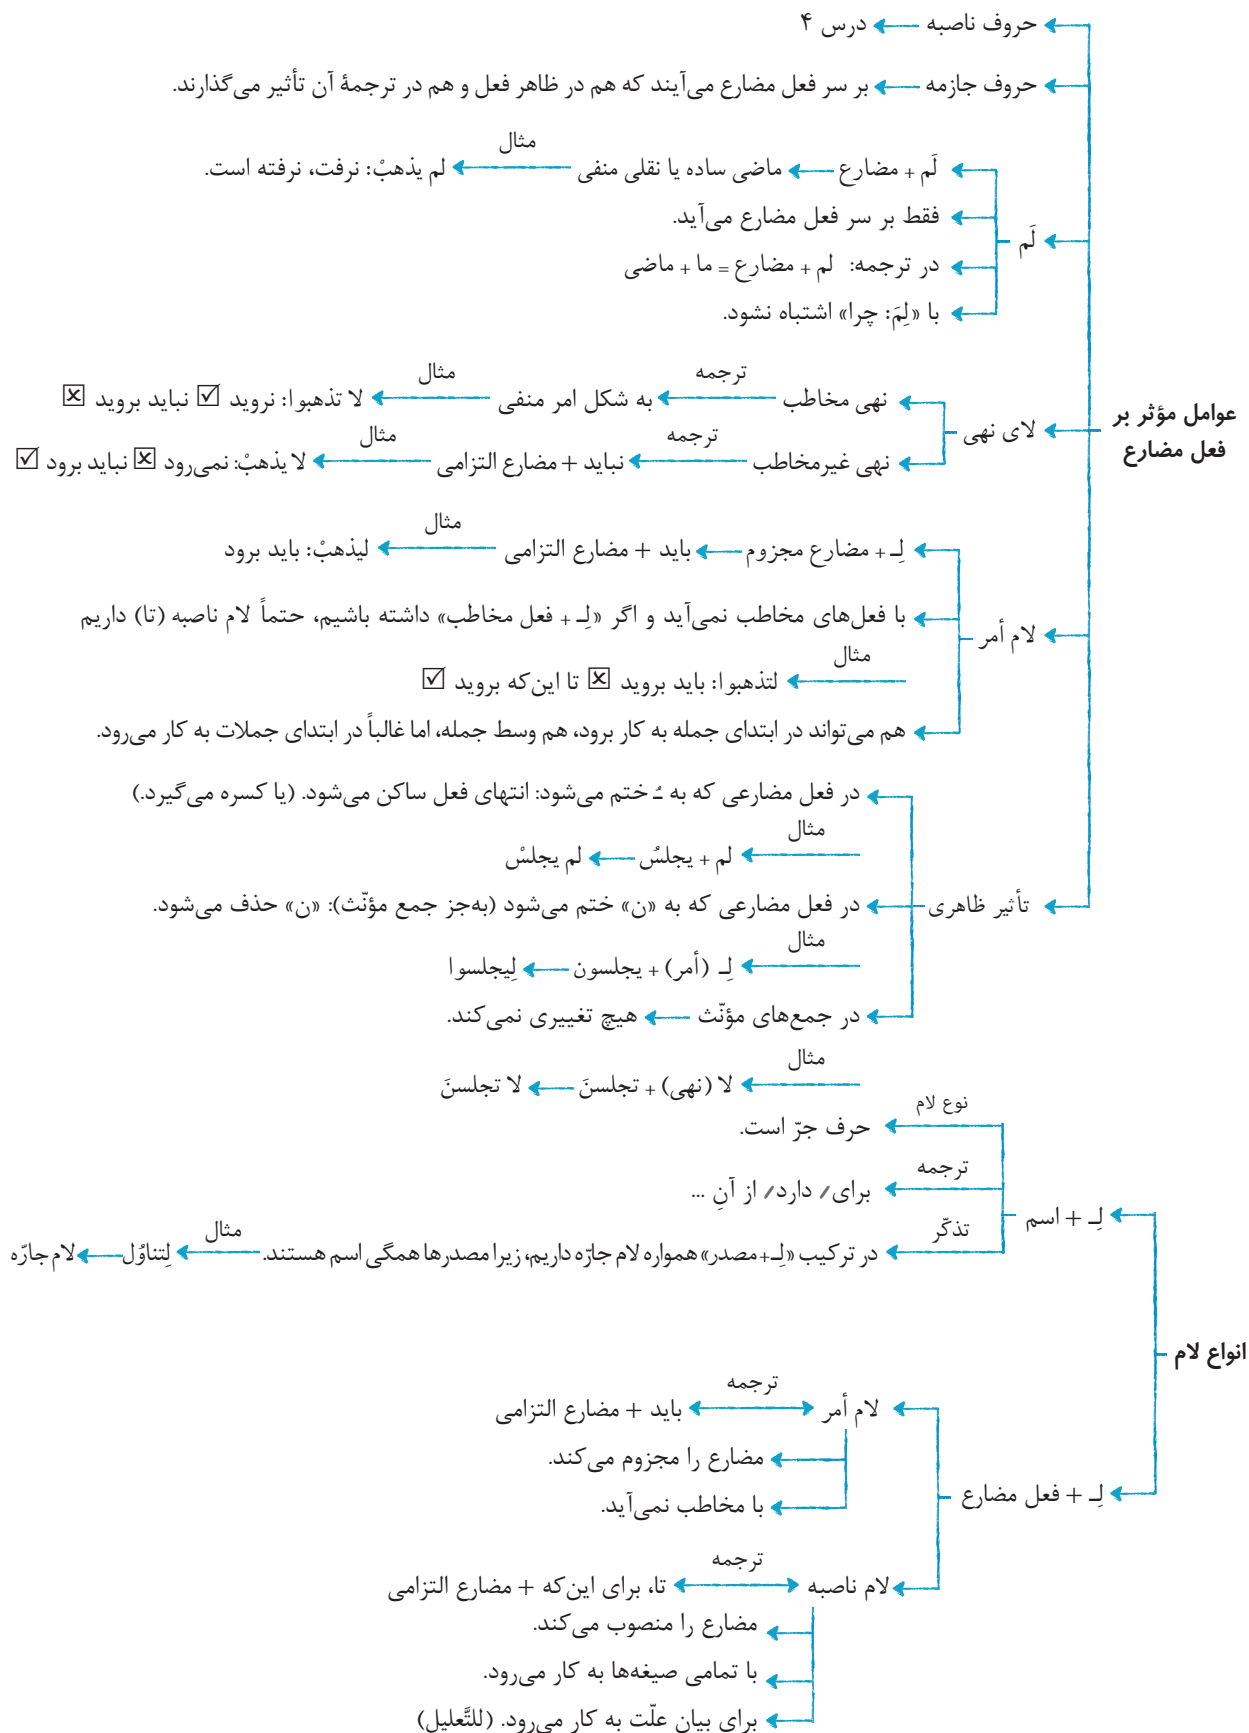 حروف ناصبه درس ۴
حروف جازمه بر سر فعل مضارع می‌آیند که هم در ظاهر فعل و هم در ترجمۀ آن تأثیر می‌گذارند.
مثال
لَم + مضارع ماضی ساده یا نقلی منفی لم یذهبْ: نرفت، نرفته است.
فقط بر سر فعل مضارع می‌آید.
لَم
در ترجمه: لم + مضارع = ما + ماضی
با «لِمَ: چرا» اشتباه نشود.
ترجمه مثال
نهی مخاطب به شکل امر منفی لا تذهبوا: نروید ☑ نباید بروید ☒
عوامل مؤثر بر
فعل مضارع
لای نهی
ترجمه مثال
نهی غیرمخاطب نباید + مضارع التزامی لا یذهبْ: نمی‌رود ☒ نباید برود ☑
مثال
لِـ + مضارع مجزوم باید + مضارع التزامی لیذهبْ: باید برود
با فعل‌های مخاطب نمی‌آید و اگر «لِـ + فعل مخاطب» داشته باشیم، حتماً لام ناصبه (تا) داریم
لام أمر
مثال
لتذهبوا: باید بروید ☒ تا این‌که بروید ☑
هم می‌تواند در ابتدای جمله به کار برود، هم وسط جمله، اما غالباً در ابتدای جملات به کار می‌رود.
در فعل مضارعی که به ـُ ختم می‌شود: انتهای فعل ساکن می‌شود. (یا کسره می‌گیرد.)
مثال
لم + یجلسُ لم یجلسْ
تأثیر ظاهری در فعل مضارعی که به «ن» ختم می‌شود (به‌جز جمع مؤنّث): «ن» حذف می‌شود.
مثال
لِـ (أمر) + یجلسون لِیجلسوا
در جمع‌های مؤنّث هیچ تغییری نمی‌کند.
مثال
لا (نهی) + تجلسنَ لا تجلسنَ
نوع لام
حرف جرّ است.
ترجمه
برای/ دارد/ از آنِ ...
لِـ + اسم
تذکّر مثال
در ترکیب «لِـ+مصدر» همواره لام جارّه داریم، زیرا مصدرها همگی اسم هستند. لِتناوُل لام جارّه
انواع لام
ترجمه
لام أمر باید + مضارع التزامی
مضارع را مجزوم می‌کند.
لِـ + فعل مضارع
با مخاطب نمی‌آید.
ترجمه
لام ناصبه تا، برای این‌که + مضارع التزامی
مضارع را منصوب می‌کند.
با تمامی صیغه‌ها به کار می‌رود.
برای بیان علّت به کار می‌رود. (للتَّعلیل)